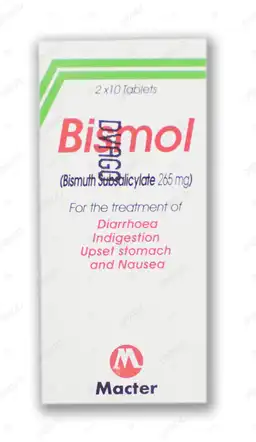 2 x 10 Tablets
Bismol
(Bismuth Subsalicylate 265 mg)
For the treatment of
Diarrhoea
Indigestion
Upset stomach
and Nausea
M
Macter